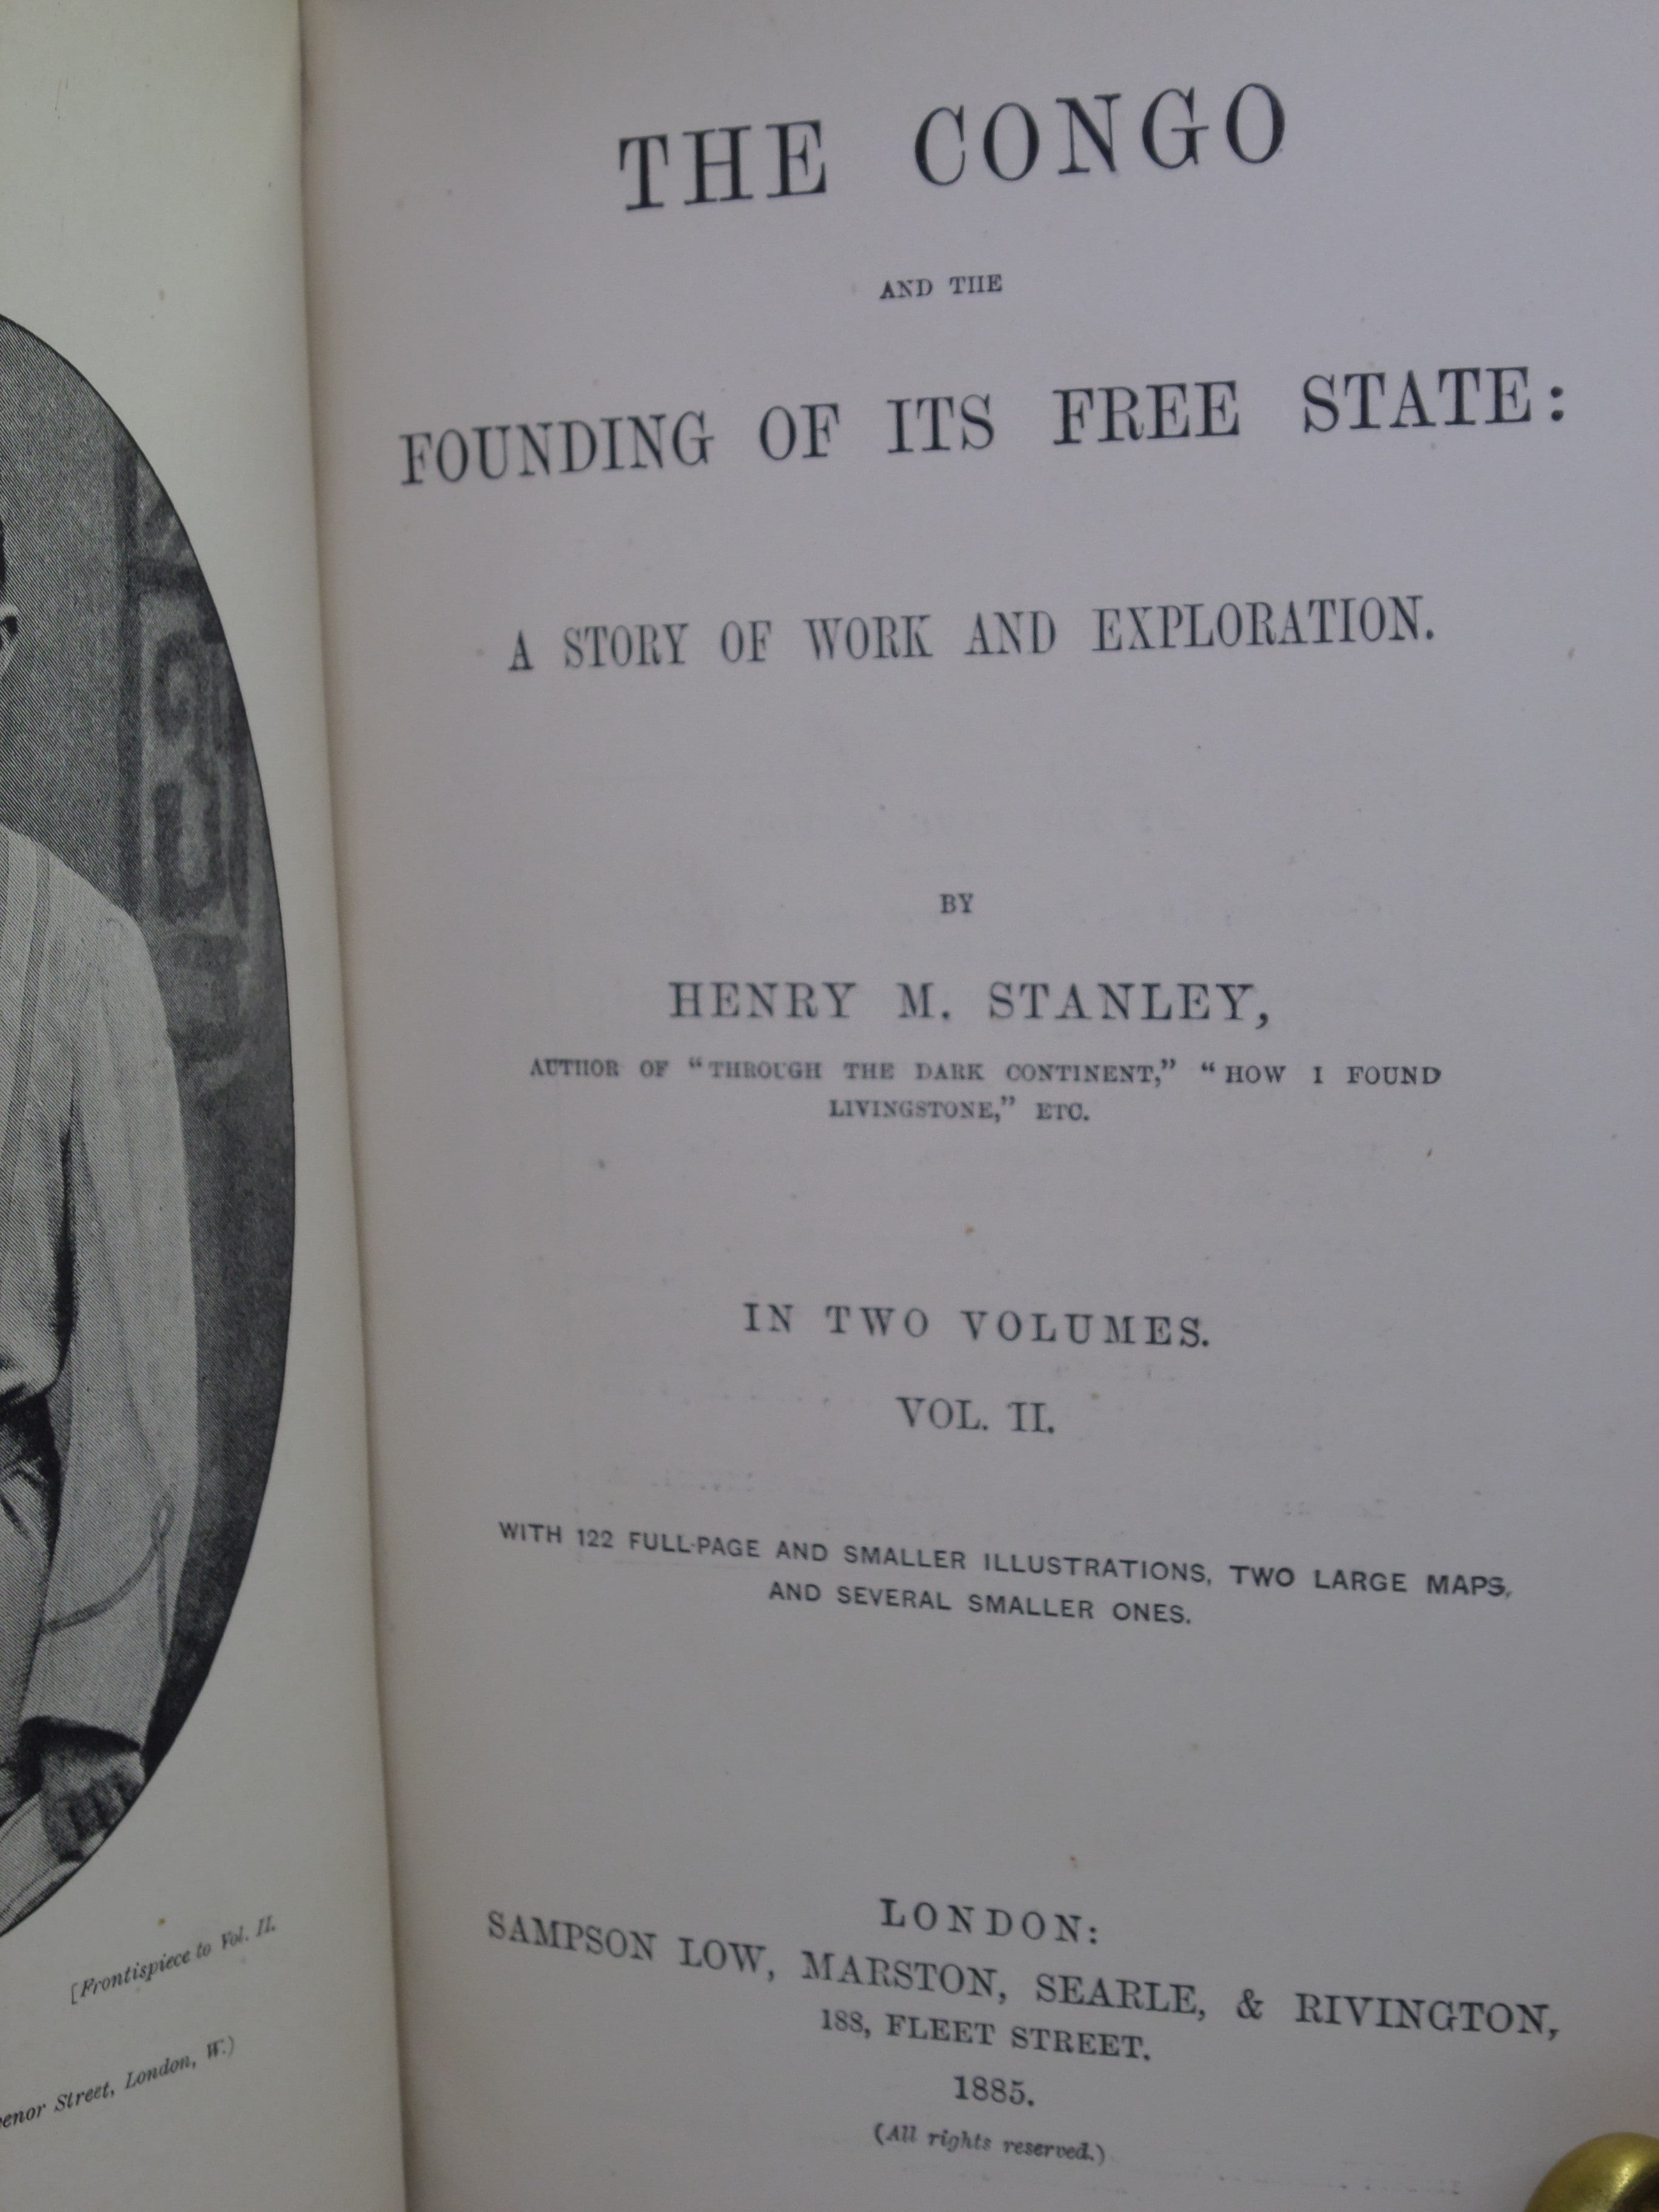 THE CONGO
AND THE
FOUNDING OF ITS FREE STATE:
A STORY OF WORK AND EXPLORATION.
BY
HENRY M. STANLEY,
AUTHOR OF “THROUGH THE DARK CONTINENT,” “HOW I FOUND
LIVINGSTONE,” ETC.
IN TWO VOLUMES.
VOL. II.
WITH 122 FULL-PAGE AND SMALLER ILLUSTRATIONS, TWO LARGE MAPS,
AND SEVERAL SMALLER ONES.
LONDON:
SAMPSON LOW, MARSTON, SEARLE, & RIVINGTON,
188, FLEET STREET.
1885.
(All rights reserved.)
[Frontispiece to Vol. II.
Street, London, W.)